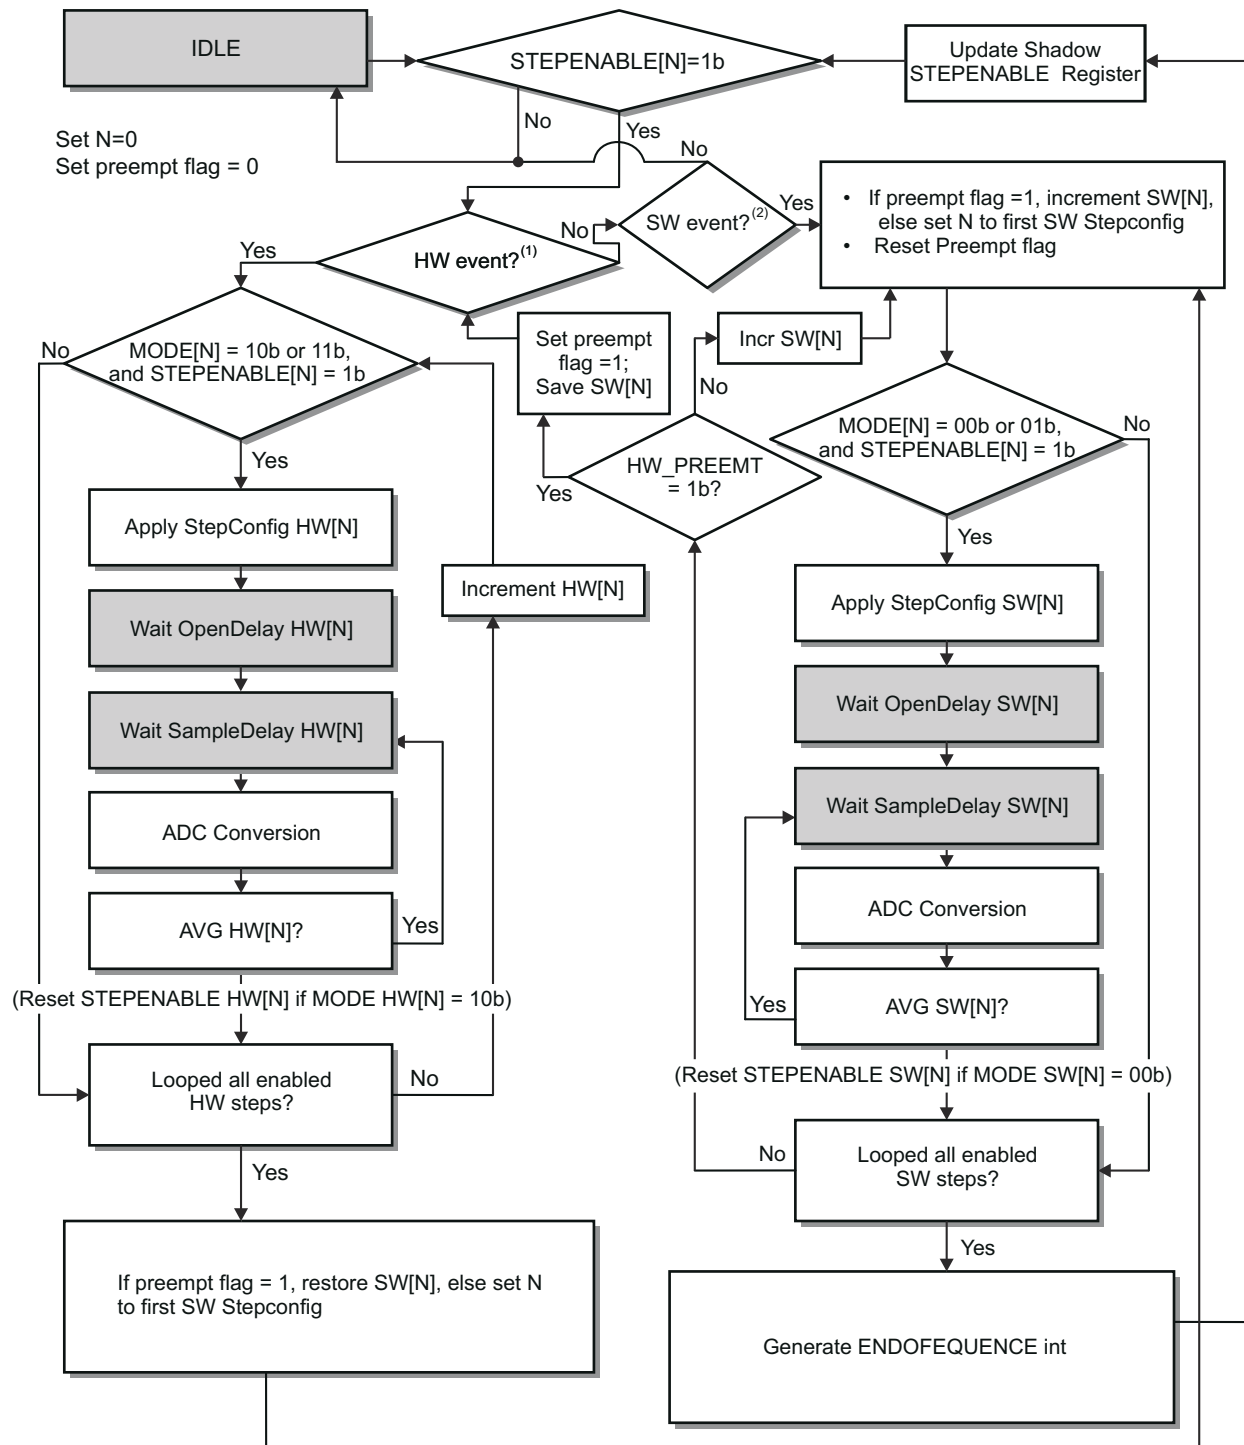 IDLE
STEPENABLE[N]=1b
Update Shadow
STEPENABLE Register
No
Yes
Set N=0
Set preempt flag = 0
No
SW event?(2)
Yes
• If preempt flag =1, increment SW[N],
else set N to first SW Stepconfig
• Reset Preempt flag
Yes
HW event?(1)
No
No
MODE[N] = 10b or 11b,
and STEPENABLE[N] = 1b
Yes
Set preempt
flag =1;
Save SW[N]
Incr SW[N]
No
HW_PREEMT
= 1b?
Yes
MODE[N] = 00b or 01b,
and STEPENABLE[N] = 1b
No
Yes
Apply StepConfig HW[N]
Increment HW[N]
Wait OpenDelay HW[N]
Wait SampleDelay HW[N]
ADC Conversion
AVG HW[N]?
Yes
(Reset STEPENABLE HW[N] if MODE HW[N] = 10b)
Looped all enabled
HW steps?
No
Yes
If preempt flag = 1, restore SW[N], else set N
to first SW Stepconfig
Apply StepConfig SW[N]
Wait OpenDelay SW[N]
Wait SampleDelay SW[N]
ADC Conversion
AVG SW[N]?
Yes
(Reset STEPENABLE SW[N] if MODE SW[N] = 00b)
Looped all enabled
SW steps?
No
Yes
Generate ENDOFEQUENCE int